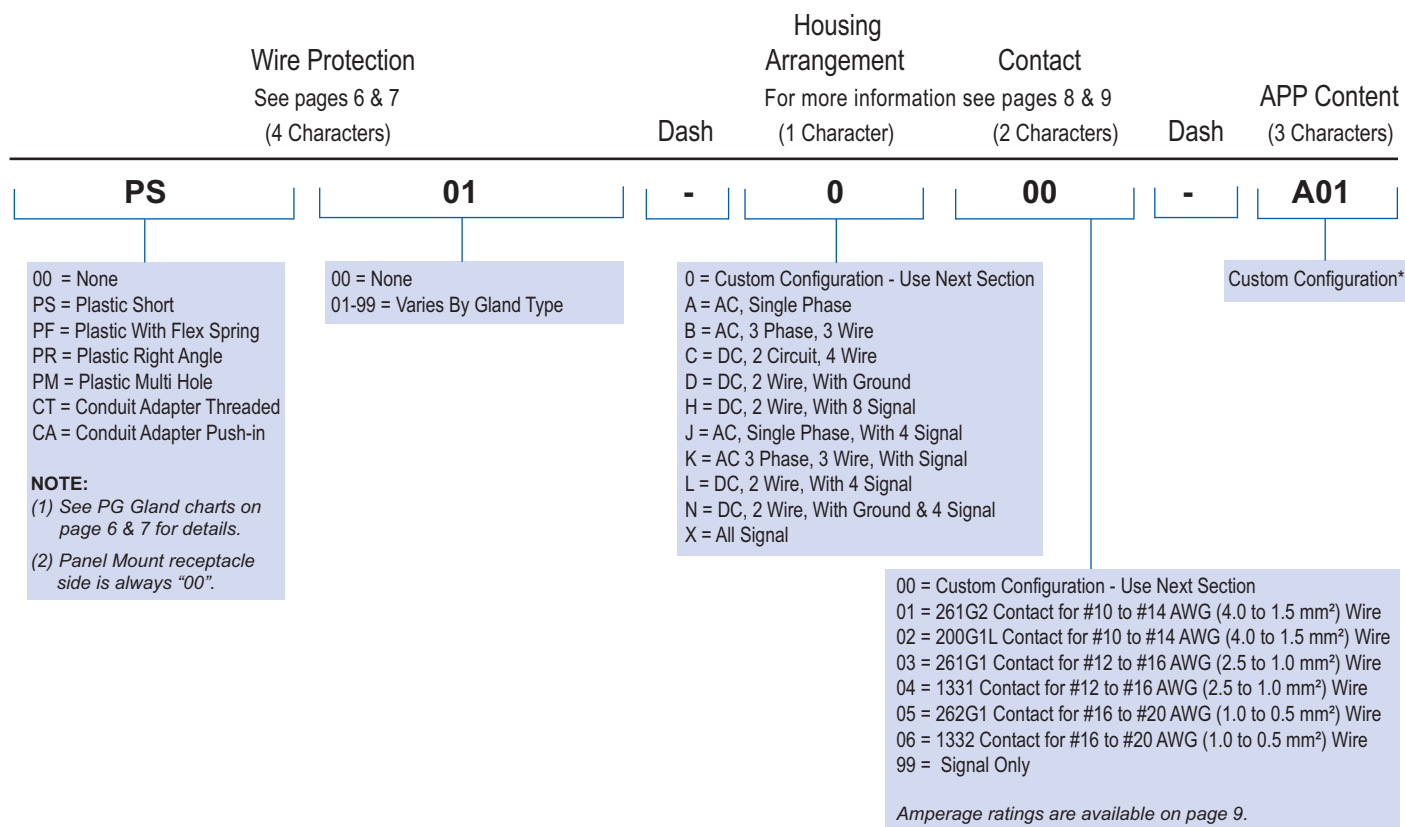 Wire Protection
See pages 6 & 7
(4 Characters)
Dash
Housing
Arrangement
Contact
For more information see pages 8 & 9
(1 Character)
(2 Characters)
Dash
APP Content
(3 Characters)
PS
01
-
0
00
-
A01
00 = None
PS = Plastic Short
PF = Plastic With Flex Spring
PR = Plastic Right Angle
PM = Plastic Multi Hole
CT = Conduit Adapter Threaded
CA = Conduit Adapter Push-in
NOTE:
(1) See PG Gland charts on
page 6 & 7 for details.
(2) Panel Mount receptacle
side is always “00”.
00 = None
01-99 = Varies By Gland Type
0 = Custom Configuration - Use Next Section
A = AC, Single Phase
B = AC, 3 Phase, 3 Wire
C = DC, 2 Circuit, 4 Wire
D = DC, 2 Wire, With Ground
H = DC, 2 Wire, With 8 Signal
J = AC, Single Phase, With 4 Signal
K = AC 3 Phase, 3 Wire, With Signal
L = DC, 2 Wire, With 4 Signal
N = DC, 2 Wire, With Ground & 4 Signal
X = All Signal
Custom Configuration*
00 = Custom Configuration - Use Next Section
01 = 261G2 Contact for #10 to #14 AWG (4.0 to 1.5 mm²) Wire
02 = 200G1L Contact for #10 to #14 AWG (4.0 to 1.5 mm²) Wire
03 = 261G1 Contact for #12 to #16 AWG (2.5 to 1.0 mm²) Wire
04 = 1331 Contact for #12 to #16 AWG (2.5 to 1.0 mm²) Wire
05 = 262G1 Contact for #16 to #20 AWG (1.0 to 0.5 mm²) Wire
06 = 1332 Contact for #16 to #20 AWG (1.0 to 0.5 mm²) Wire
99 = Signal Only
Amperage ratings are available on page 9.